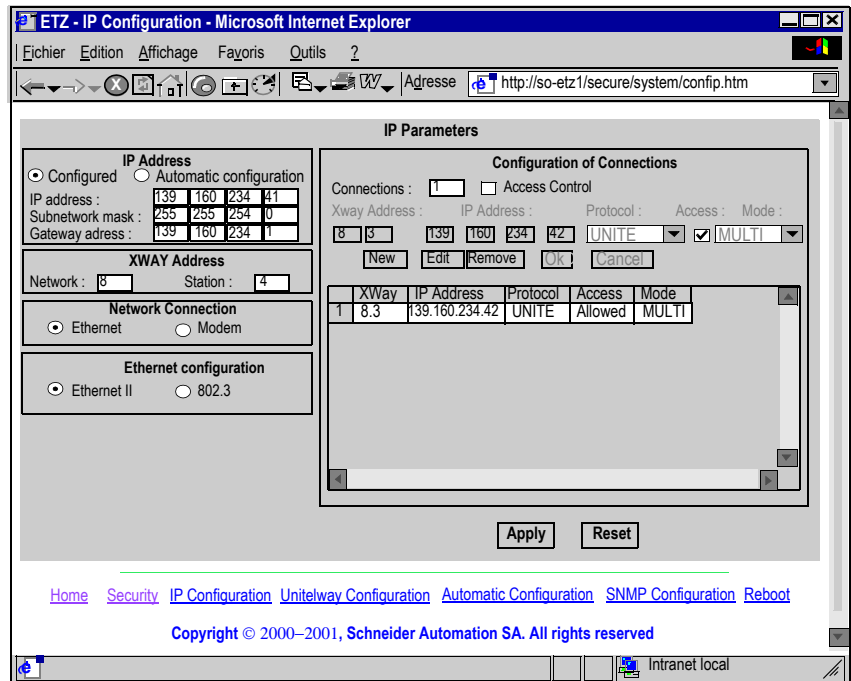 ETZ - IP Configuration - Microsoft Internet Explorer
Fichier Edition Affichage Favoris Outils ?
Adresse http://so-etz1/secure/system/confip.htm
IP Parameters
IP Address
Configured Automatic configuration
IP address : 139 160 234 41
Subnetwork mask : 255 255 254 0
Gateway adress : 139 160 234 1
XWAY Address
Network : 8 Station : 4
Network Connection
Ethernet Modem
Ethernet configuration
Ethernet II 802.3
Configuration of Connections
Connections : 1 Access Control
Xway Address : IP Address : Protocol : Access : Mode :
8 3 139 160 234 42 UNITE MULTI
New Edit Remove Ok Cancel
XWay IP Address Protocol Access Mode
1 8.3 139.160.234.42 UNITE Allowed MULTI
Apply Reset
Home Security IP Configuration Unitelway Configuration Automatic Configuration SNMP Configuration Reboot
Copyright © 2000–2001, Schneider Automation SA. All rights reserved
Intranet local